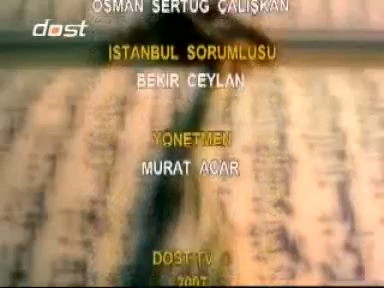 OSMAN SERTUĞ ÇALIŞKAN
dost
İSTANBUL SORUMLUSU
BEKİR CEYLAN
YÖNETMEN
MURAT ACAR
DOST TV
2007